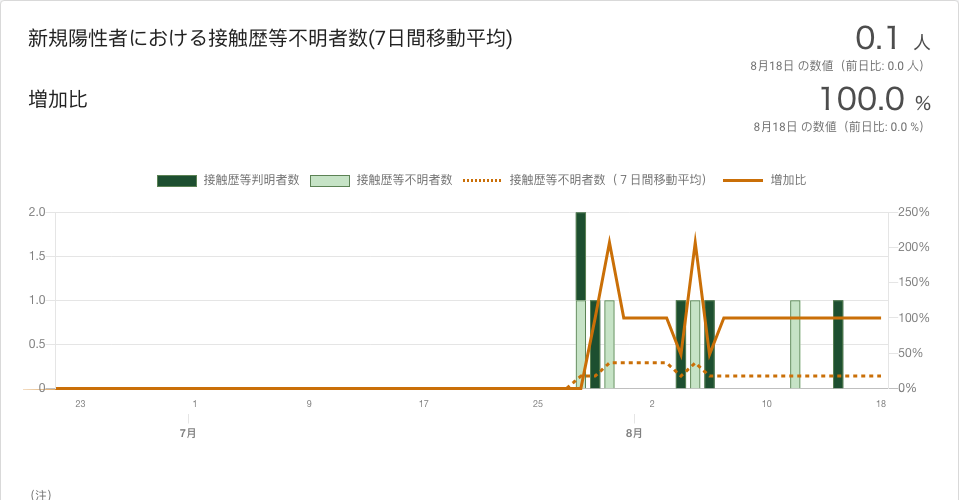 新規陽性者における接触歴等不明者数(7日間移動平均)
0.1 人
8月18日 の数値（前日比: 0.0 人）
増加比
100.0 %
8月18日 の数値（前日比: 0.0 %）
接触歴等判明者数 接触歴等不明者数 接触歴等不明者数（７日間移動平均） 増加比
2.0 250%
200%
1.5
150%
1.0 100%
0.5 50%
0 0%
23 1 9 17 25 2 10 18
7月 8月
（注）